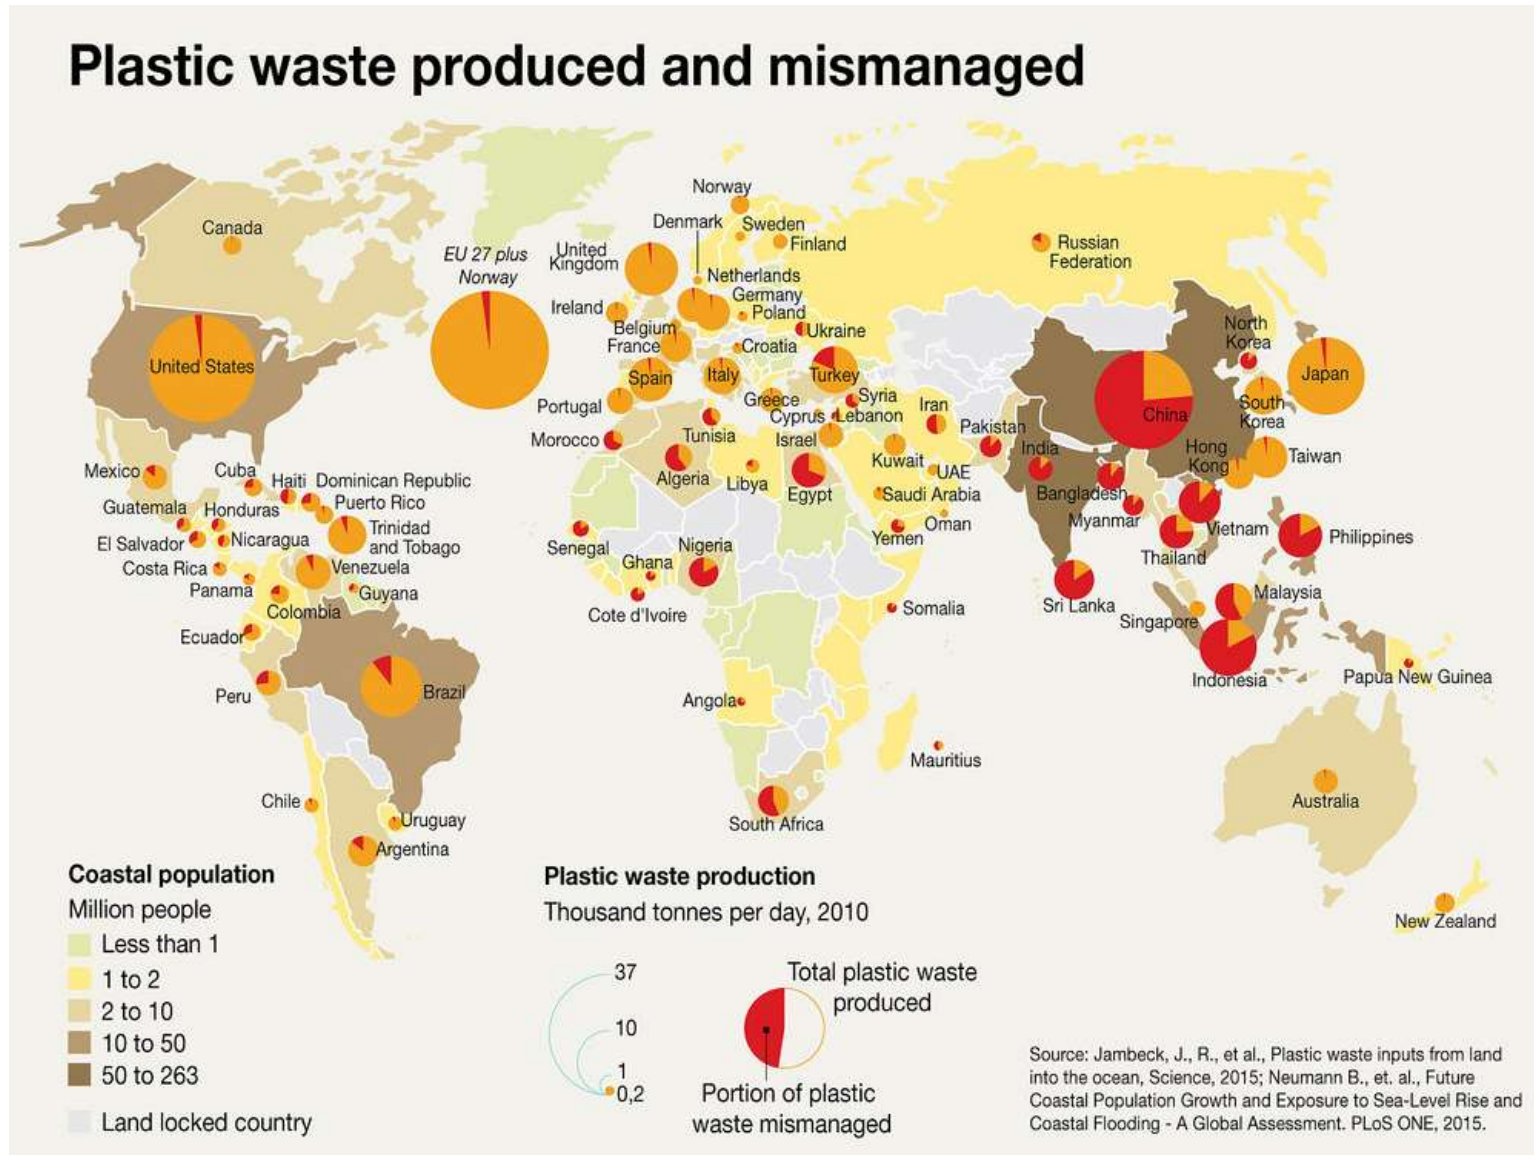 Plastic waste produced and mismanaged
Canada
EU 27 plus
Norway
United
Kingdom
Norway
Denmark
Sweden
Finland
Russian
Federation
Netherlands
Germany
Poland
Ireland
Belgium
France
Ukraine
Croatia
United States
Spain
Italy
Turkey
North
Korea
Japan
Portugal
Greece
Syria
Cyprus
Lebanon
Iran
China
South
Korea
Morocco
Tunisia
Israel
Pakistan
India
Hong
Kong
Taiwan
Mexico
Cuba
Haiti
Dominican Republic
Puerto Rico
Algeria
Libya
Egypt
Kuwait
UAE
Saudi Arabia
Bangladesh
Guatemala
Honduras
Trinidad
and Tobago
Oman
Yemen
Myanmar
Vietnam
Philippines
El Salvador
Nicaragua
Senegal
Ghana
Nigeria
Thailand
Costa Rica
Venezuela
Panama
Guyana
Colombia
Cote d'Ivoire
Somalia
Sri Lanka
Malaysia
Singapore
Ecuador
Indonesia
Papua New Guinea
Peru
Brazil
Angola
Mauritius
Chile
Uruguay
Argentina
South Africa
Australia
New Zealand
Coastal population
Million people
Less than 1
1 to 2
2 to 10
10 to 50
50 to 263
Land locked country
Plastic waste production
Thousand tonnes per day, 2010
37
10
1
0,2
Total plastic waste
produced
Portion of plastic
waste mismanaged
Source: Jambeck, J., R., et al., Plastic waste inputs from land
into the ocean, Science, 2015; Neumann B., et. al., Future
Coastal Population Growth and Exposure to Sea-Level Rise and
Coastal Flooding - A Global Assessment. PLoS ONE, 2015.